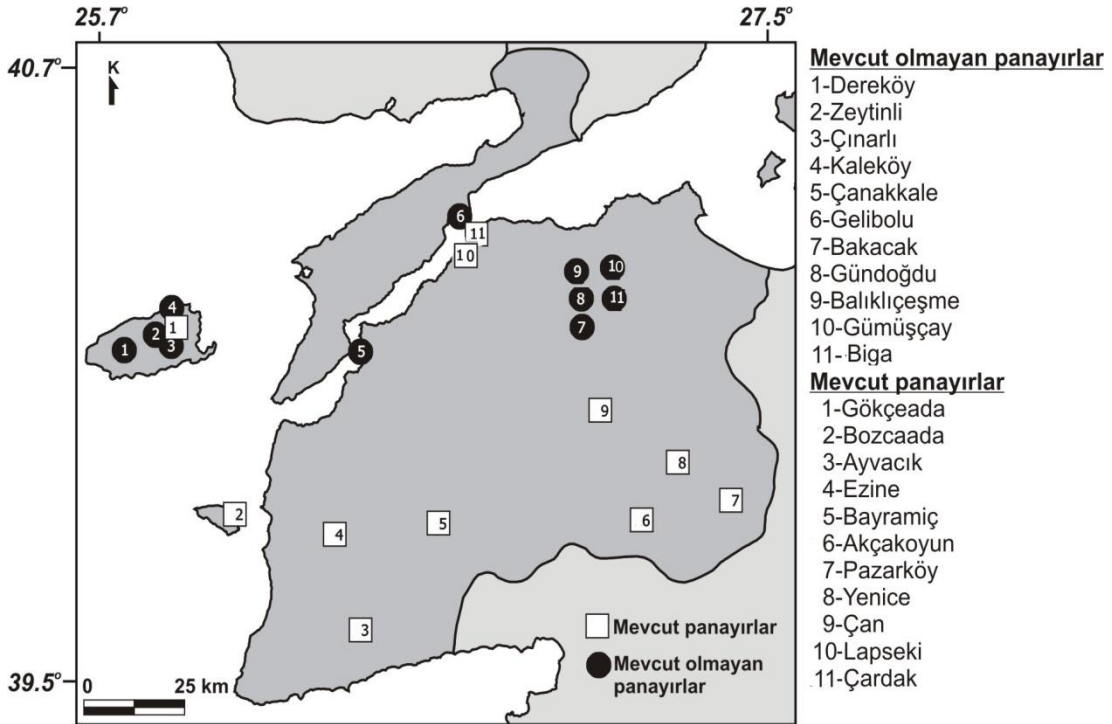 25.7°
27.5°
40.7°
K
6
11
10
9
10
8
11
7
4
1
2
3
1
5
9
8
7
6
5
4
2
3
Mevcut panayırlar
Mevcut olmayan
panayırlar
39.5°
0 25 km
Mevcut olmayan panayırlar
1-Dereköy
2-Zeytinli
3-Çınarlı
4-Kaleköy
5-Çanakkale
6-Gelibolu
7-Bakacak
8-Gündoğdu
9-Balıklıçeşme
10-Gümüşçay
11-Biga
Mevcut panayırlar
1-Gökçeada
2-Bozcaada
3-Ayvacık
4-Ezine
5-Bayramiç
6-Akçakoyun
7-Pazarköy
8-Yenice
9-Çan
10-Lapseki
11-Çardak